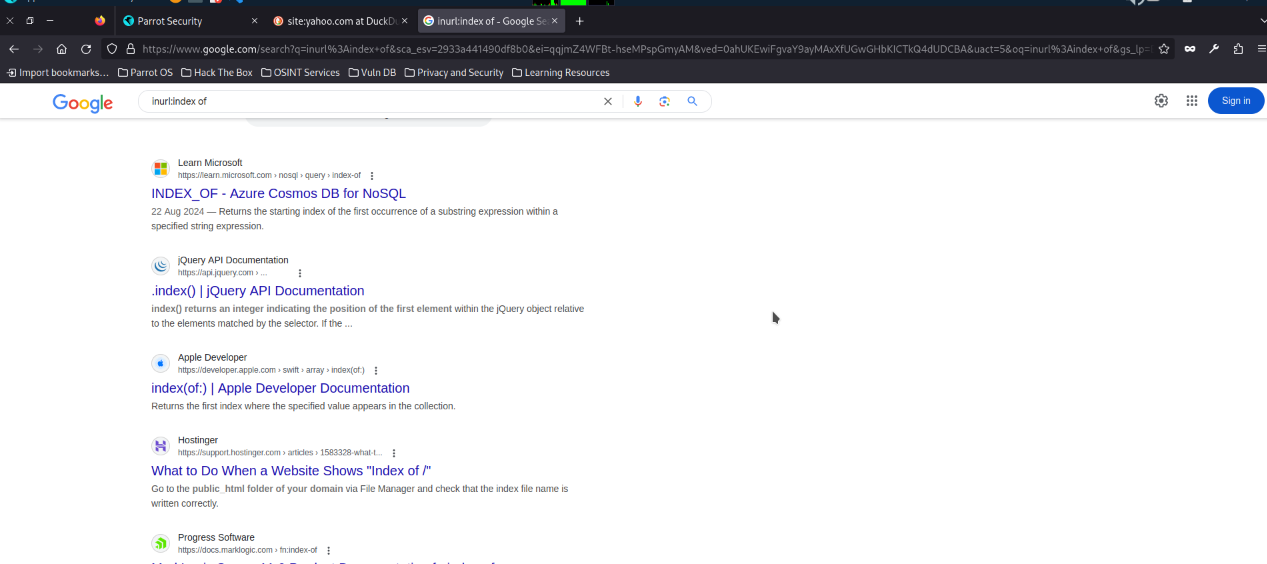 Parrot Security
site:yahoo.com at DuckD
inurl:index of - Google Se
https://www.google.com/search?q=inurl%3Aindex+of&sca_esv=2933a441490df8b0&ei=qqjmZ4WFBt-hseMPspGmyAM&ved=0ahUKEwiFgvaY9ayMAxXfUGwGHbKICTkQ4dUDCBA&uact=5&oq=inurl%3Aindex+of&gs_lp=
Import bookmarks…
Parrot OS
Hack The Box
OSINT Services
Vuln DB
Privacy and Security
Learning Resources
Google
inurl:index of
Sign in
Learn Microsoft
https://learn.microsoft.com › nosql › query › index-of
INDEX_OF - Azure Cosmos DB for NoSQL
22 Aug 2024 — Returns the starting index of the first occurrence of a substring expression within a
specified string expression.
jQuery API Documentation
https://api.jquery.com › ...
.index() | jQuery API Documentation
index() returns an integer indicating the position of the first element within the jQuery object relative
to the elements matched by the selector. If the ...
Apple Developer
https://developer.apple.com › swift › array › index(of:)
index(of:) | Apple Developer Documentation
Returns the first index where the specified value appears in the collection.
Hostinger
https://support.hostinger.com › articles › 1583328-what-t...
What to Do When a Website Shows "Index of /"
Go to the public_html folder of your domain via File Manager and check that the index file name is
written correctly.
Progress Software
https://docs.marklogic.com › fn:index-of